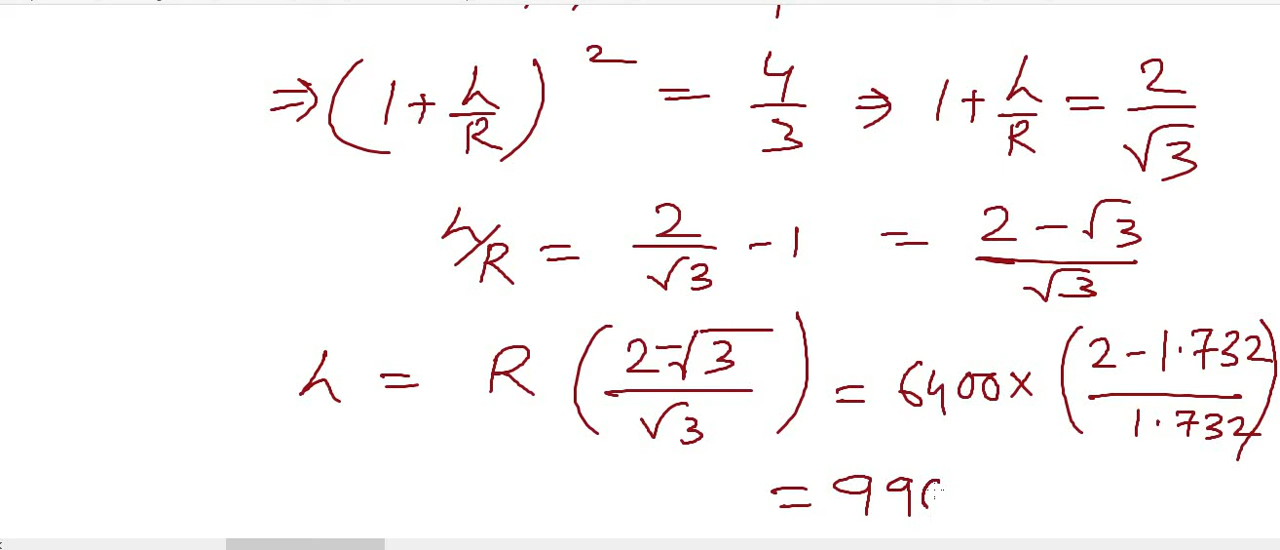 ⇒ (1 + h/R)² = 4/3 ⇒ 1 + h/R = 2/√3
h/R = 2/√3 - 1 = (2 - √3)/√3
h = R ((2 - √3)/√3) = 6400 × ((2 - 1.732)/1.732)
= 99